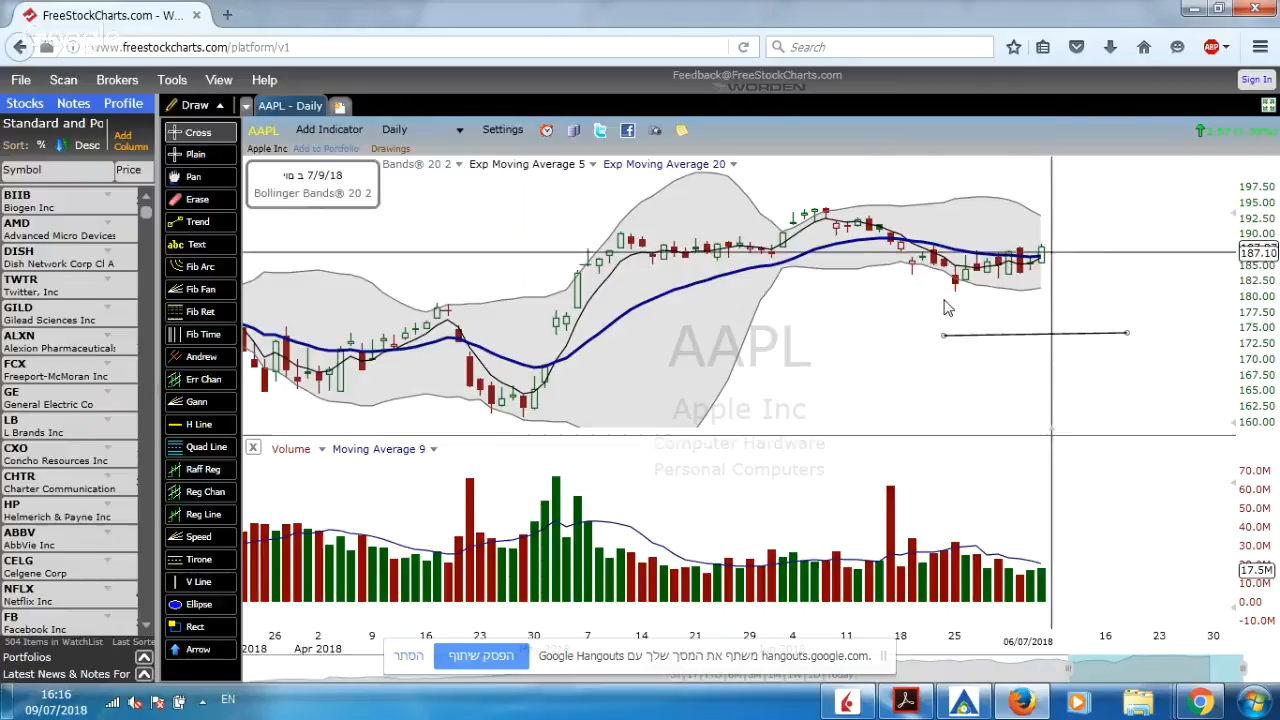 FreeStockCharts.com - W...
www.freestockcharts.com/platform/v1
Search
ABP
File Scan Brokers Tools View Help
Feedback@FreeStockCharts.com
WORDEN
Sign In
Stocks Notes Profile
Draw
AAPL - Daily
Standard and Po
Add Column
Sort: % Desc
Symbol Price
BIIB
Biogen Inc
AMD
Advanced Micro Devices
DISH
Dish Network Corp Cl A
TWTR
Twitter, Inc
GILD
Gilead Sciences Inc
ALXN
Alexion Pharmaceuticals
FCX
Freeport-McMoran Inc
GE
General Electric Co
LB
L Brands Inc
CXO
Concho Resources Inc
CHTR
Charter Communication
HP
Helmerich & Payne Inc
ABBV
AbbVie Inc
CELG
Celgene Corp
NFLX
Netflix Inc
FB
Facebook Inc
504 Items in WatchList Last Sorte
Portfolios
Latest News & Notes For
Cross
Plain
Pan
Erase
Trend
abc Text
Fib Arc
Fib Fan
Fib Ret
Fib Time
Andrew
Err Chan
Gann
H Line
Quad Line
Raff Reg
Reg Chan
Reg Line
Speed
Tirone
V Line
Ellipse
Rect
Arrow
AAPL Add Indicator Daily Settings
Apple Inc Add to Portfolio Drawings
Bands® 20 2 Exp Moving Average 5 Exp Moving Average 20
יום ב 7/9/18
Bollinger Bands® 20 2
197.50
195.00
192.50
190.00
187.10
185.00
182.50
180.00
177.50
175.00
172.50
170.00
167.50
165.00
162.50
160.00
AAPL
Apple Inc
Computer Hardware
Personal Computers
X Volume Moving Average 9
70.0M
60.0M
50.0M
40.0M
30.0M
17.5M
10.0M
0.00
-10.0M
26 2 9 16 23 30 7 14 21 4 11 18 25 06/07/2018 16 23 30
2018 Apr 2018
הסתר
הפסק שיתוף
Google Hangouts משתף את המסך שלך עם hangouts.google.com.
16:16
09/07/2018
EN